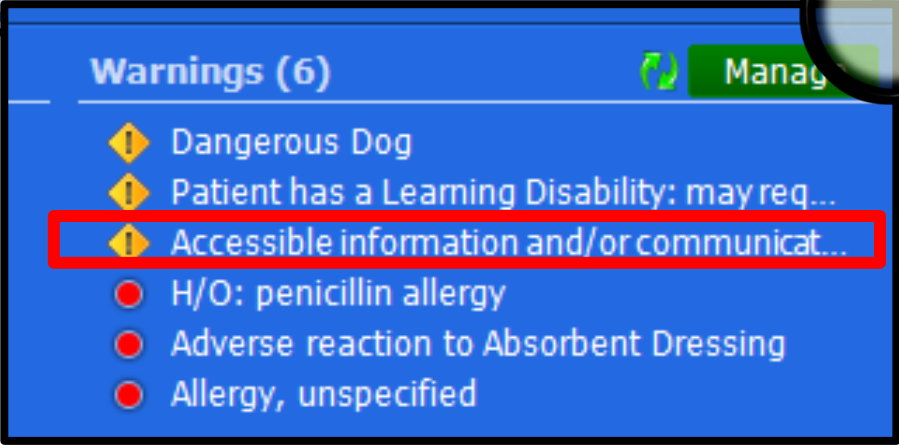 Warnings (6)
Manag
Dangerous Dog
Patient has a Learning Disability: may req...
Accessible information and/or communicat...
H/O: penicillin allergy
Adverse reaction to Absorbent Dressing
Allergy, unspecified